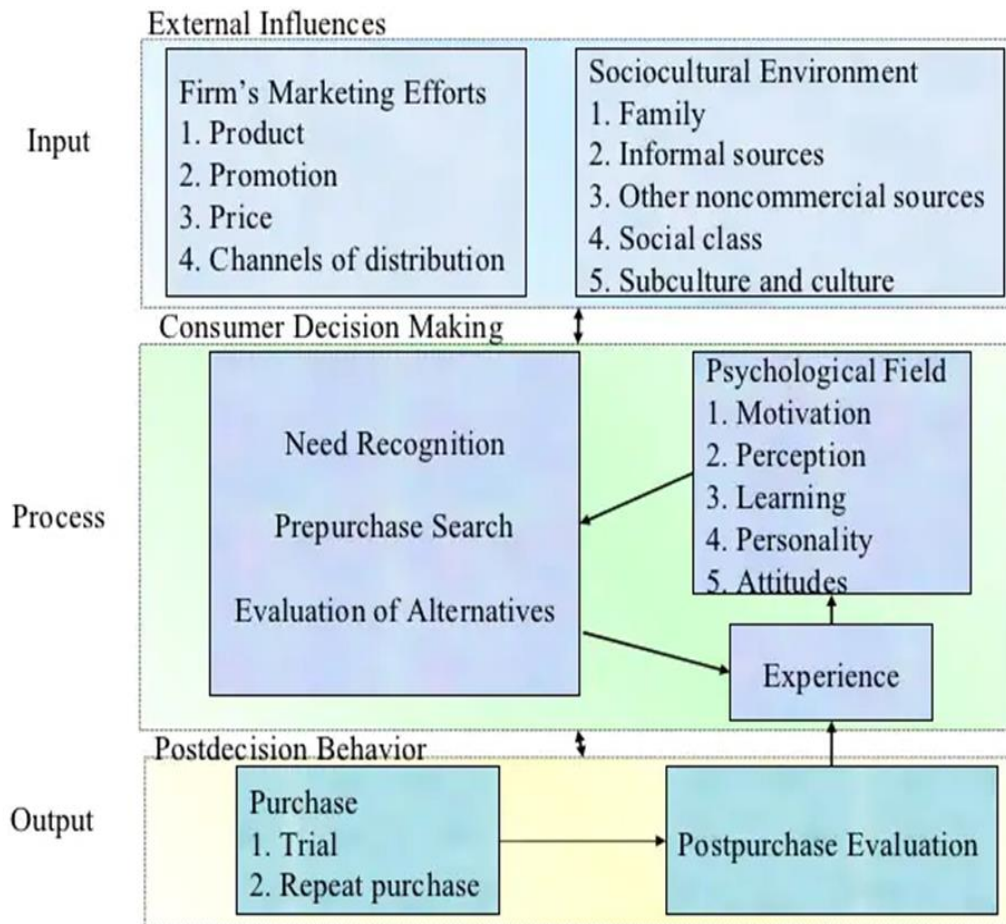 External Influences
Input
Firm's Marketing Efforts
1. Product
2. Promotion
3. Price
4. Channels of distribution
Sociocultural Environment
1. Family
2. Informal sources
3. Other noncommercial sources
4. Social class
5. Subculture and culture
Consumer Decision Making
Process
Need Recognition
Prepurchase Search
Evaluation of Alternatives
Psychological Field
1. Motivation
2. Perception
3. Learning
4. Personality
5. Attitudes
Experience
Postdecision Behavior
Output
Purchase
1. Trial
2. Repeat purchase
Postpurchase Evaluation